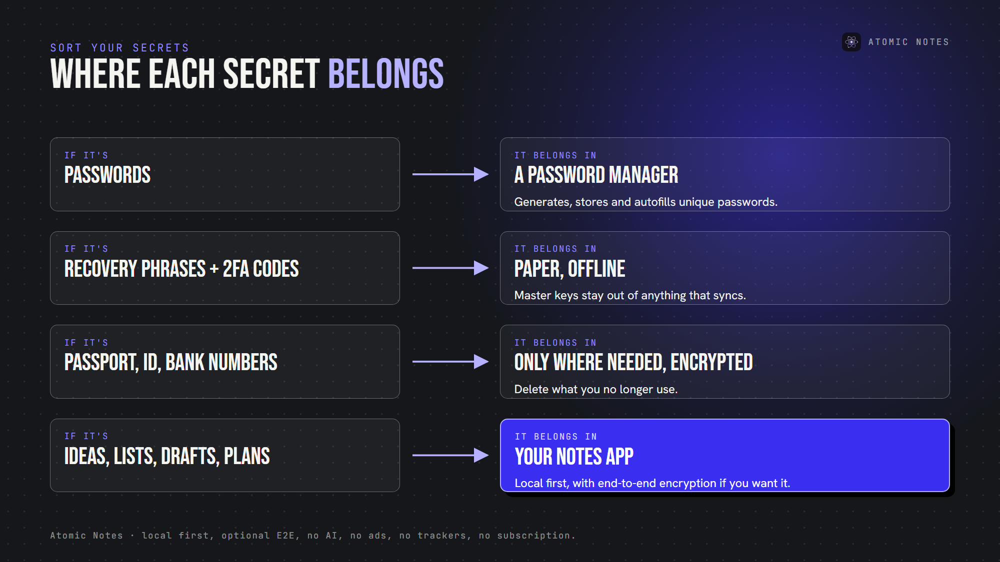 SORT YOUR SECRETS
WHERE EACH SECRET BELONGS
ATOMIC NOTES
IF IT'S
PASSWORDS
IT BELONGS IN
A PASSWORD MANAGER
Generates, stores and autofills unique passwords.
IF IT'S
RECOVERY PHRASES + 2FA CODES
IT BELONGS IN
PAPER, OFFLINE
Master keys stay out of anything that syncs.
IF IT'S
PASSPORT, ID, BANK NUMBERS
IT BELONGS IN
ONLY WHERE NEEDED, ENCRYPTED
Delete what you no longer use.
IF IT'S
IDEAS, LISTS, DRAFTS, PLANS
IT BELONGS IN
YOUR NOTES APP
Local first, with end-to-end encryption if you want it.
Atomic Notes · local first, optional E2E, no AI, no ads, no trackers, no subscription.